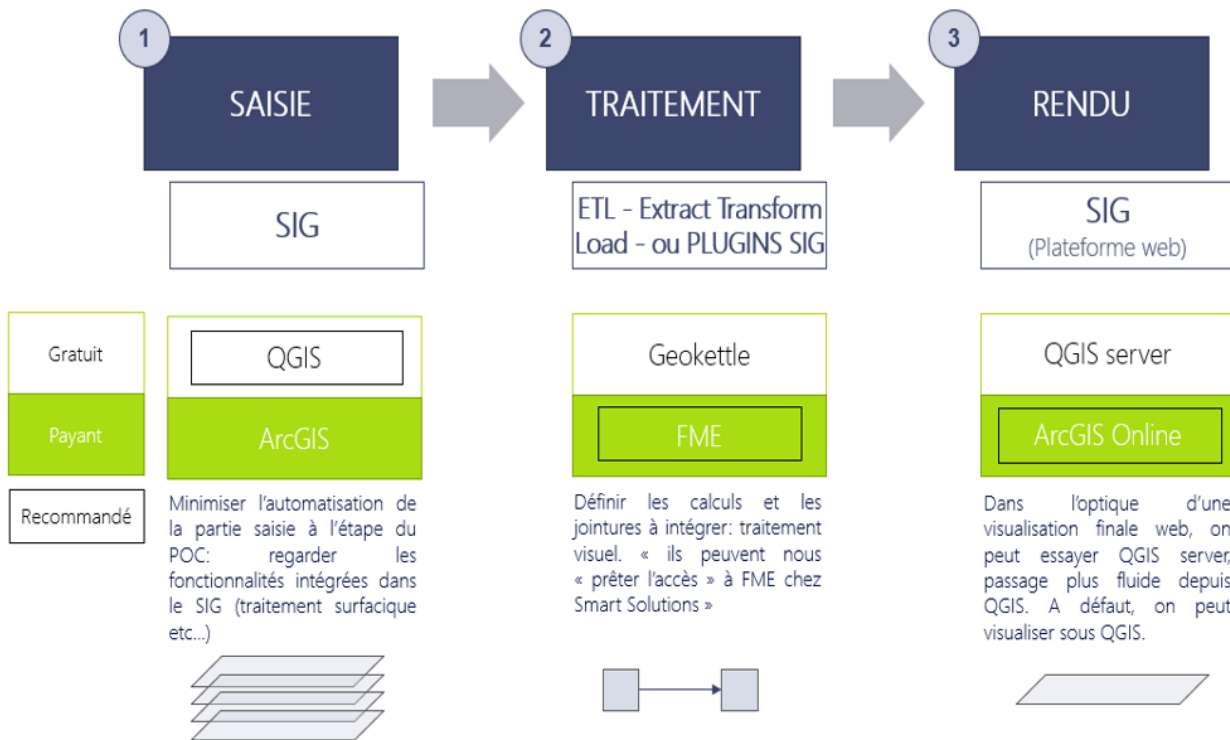 1
SAISIE
2
TRAITEMENT
3
RENDU
SIG
ETL - Extract Transform
Load - ou PLUGINS SIG
SIG
(Plateforme web)
Gratuit
Payant
Recommandé
QGIS
ArcGIS
Minimiser l'automatisation de
la partie saisie à l'étape du
POC: regarder les
fonctionnalités intégrées dans
le SIG (traitement surfacique
etc...)
Geokettle
FME
Définir les calculs et les
jointures à intégrer: traitement
visuel. « ils peuvent nous
« prêter l'accès » à FME chez
Smart Solutions »
QGIS server
ArcGIS Online
Dans l'optique d'une
visualisation finale web, on
peut essayer QGIS server,
passage plus fluide depuis
QGIS. A défaut, on peut
visualiser sous QGIS.